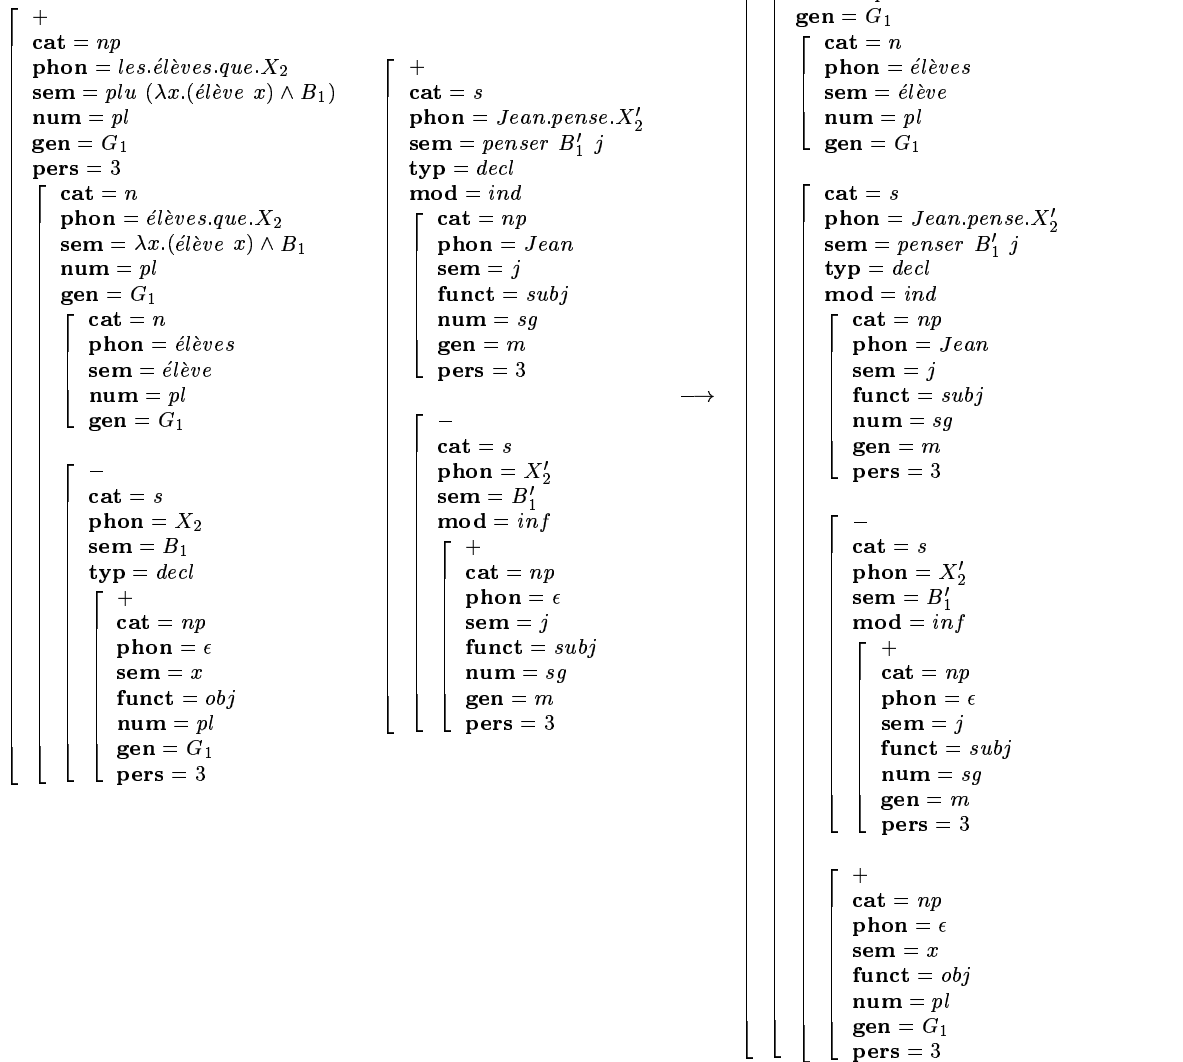 +
cat = np
phon = les.élèves.que.X₂
sem = plu (λx.(élève x) ∧ B₁)
num = pl
gen = G₁
pers = 3
cat = n
phon = élèves.que.X₂
sem = λx.(élève x) ∧ B₁
num = pl
gen = G₁
cat = n
phon = élèves
sem = élève
num = pl
gen = G₁
−
cat = s
phon = X₂
sem = B₁
typ = decl
+
cat = np
phon = ϵ
sem = x
funct = obj
num = pl
gen = G₁
pers = 3
+
cat = s
phon = Jean.pense.X′₂
sem = penser B′₁ j
typ = decl
mod = ind
cat = np
phon = Jean
sem = j
funct = subj
num = sg
gen = m
pers = 3
−
cat = s
phon = X′₂
sem = B′₁
mod = inf
+
cat = np
phon = ϵ
sem = j
funct = subj
num = sg
gen = m
pers = 3
⟶
gen = G₁
cat = n
phon = élèves
sem = élève
num = pl
gen = G₁
cat = s
phon = Jean.pense.X′₂
sem = penser B′₁ j
typ = decl
mod = ind
cat = np
phon = Jean
sem = j
funct = subj
num = sg
gen = m
pers = 3
−
cat = s
phon = X′₂
sem = B′₁
mod = inf
+
cat = np
phon = ϵ
sem = j
funct = subj
num = sg
gen = m
pers = 3
+
cat = np
phon = ϵ
sem = x
funct = obj
num = pl
gen = G₁
pers = 3